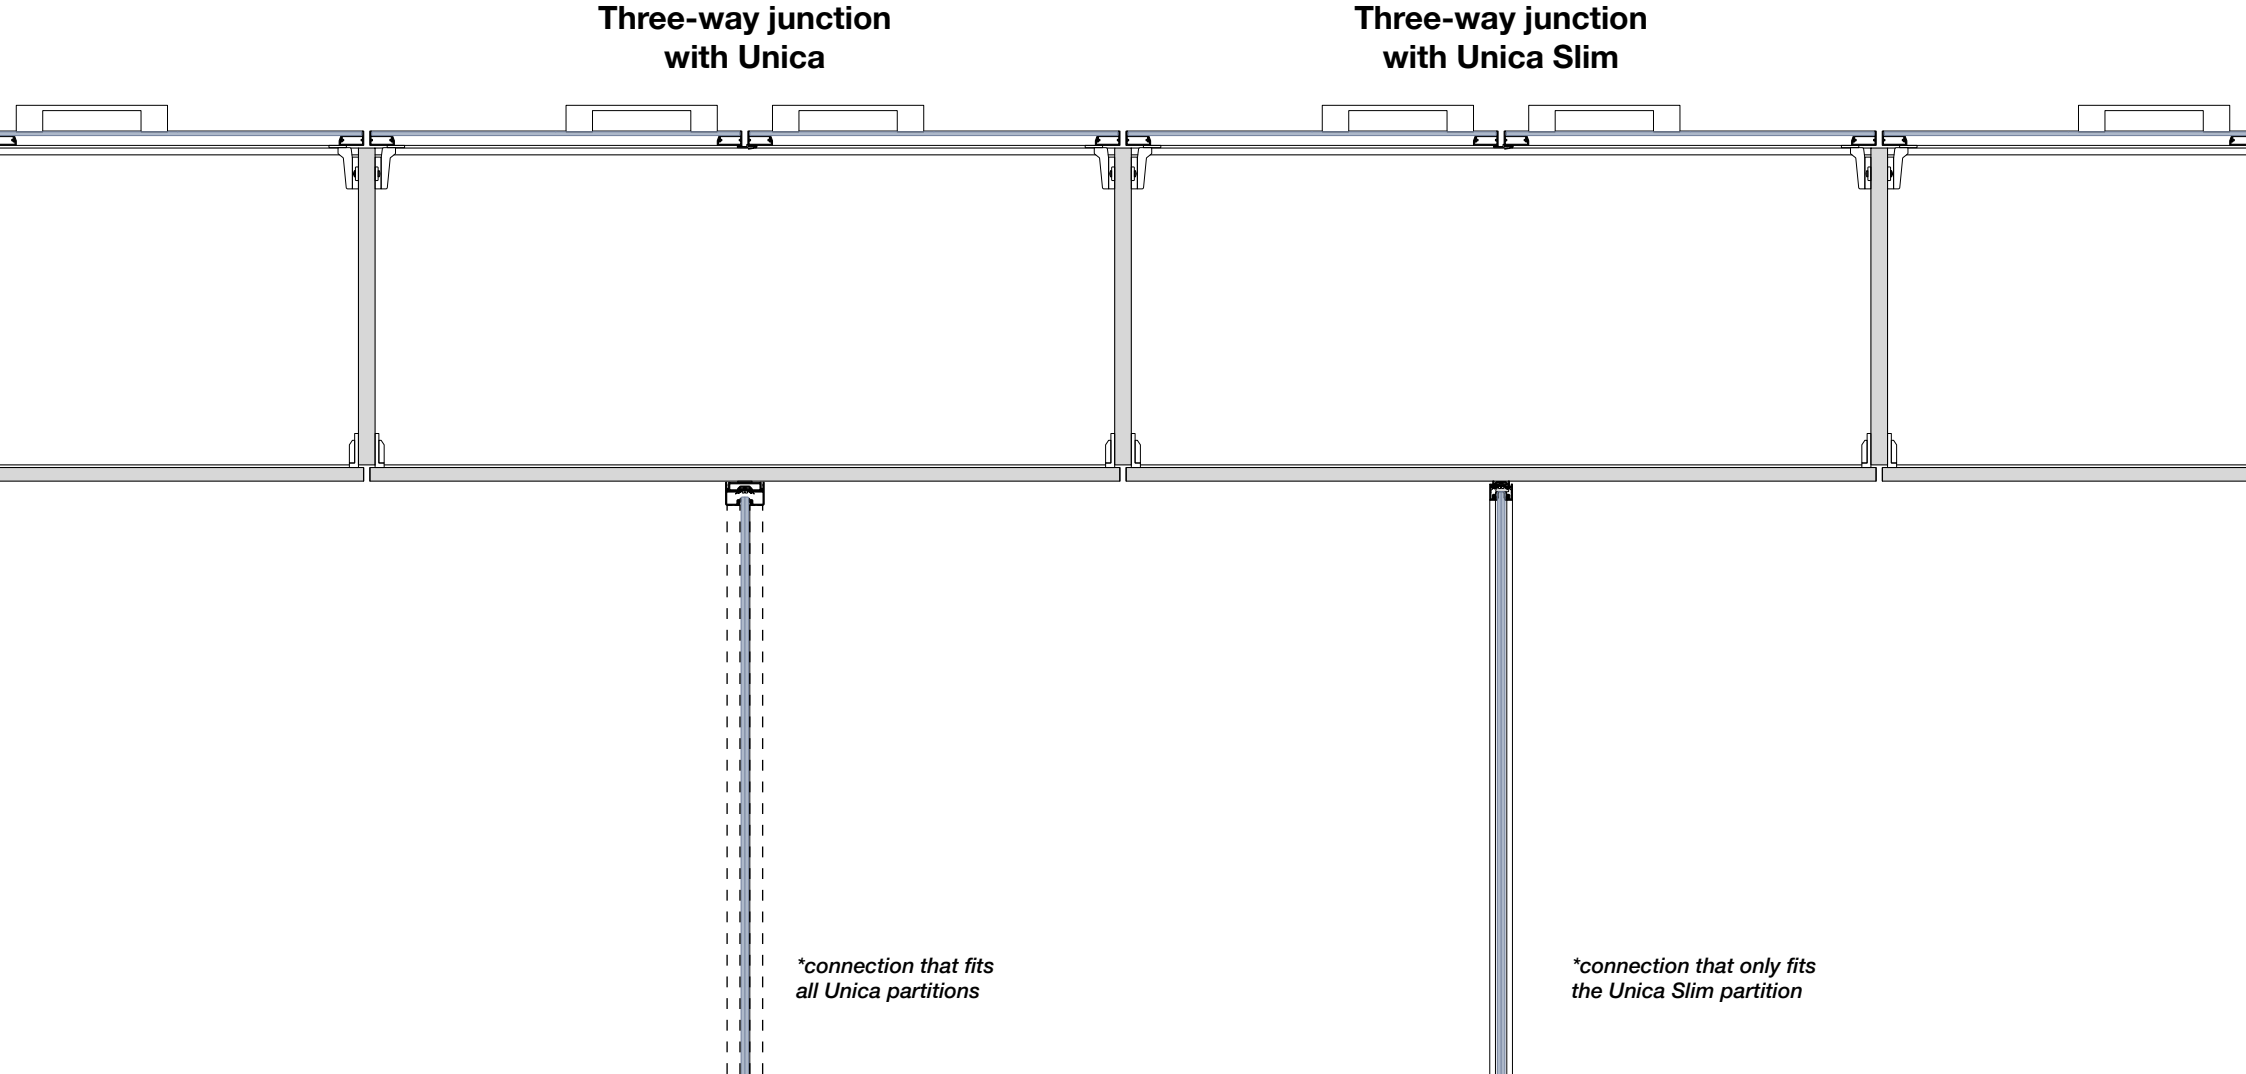 Three-way junction
with Unica
Three-way junction
with Unica Slim
*connection that fits
all Unica partitions
*connection that only fits
the Unica Slim partition